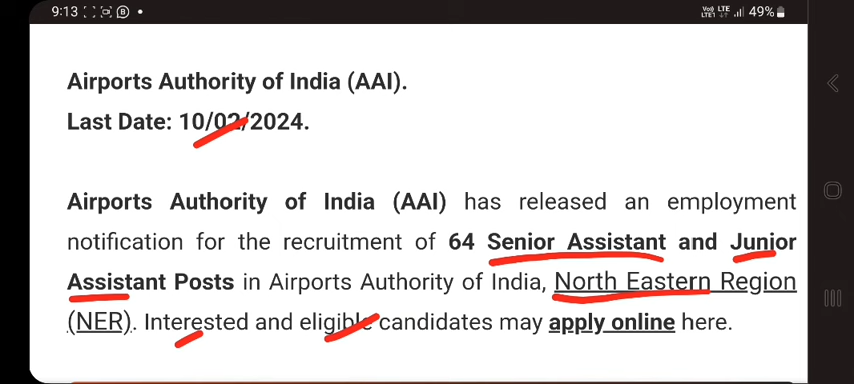 9:13 49%
Airports Authority of India (AAI).
Last Date: 10/02/2024.
Airports Authority of India (AAI) has released an employment
notification for the recruitment of 64 Senior Assistant and Junior
Assistant Posts in Airports Authority of India, North Eastern Region
(NER). Interested and eligible candidates may apply online here.